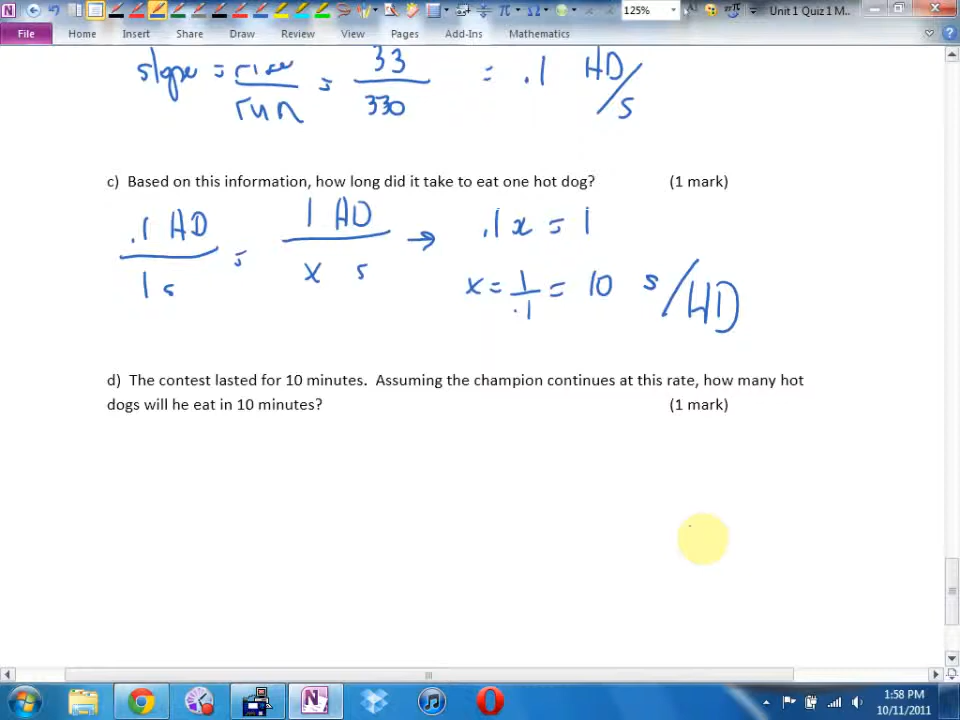 125%
Unit 1 Quiz 1 M...
File Home Insert Share Draw Review View Pages Add-Ins Mathematics
slope = rise/run = 33/330 = .1 HD/s
c) Based on this information, how long did it take to eat one hot dog? (1 mark)
.1 HD/1 s = 1 HD/x s → .1x = 1
x = 1/.1 = 10 s/HD
d) The contest lasted for 10 minutes. Assuming the champion continues at this rate, how many hot
dogs will he eat in 10 minutes? (1 mark)
1:58 PM
10/11/2011